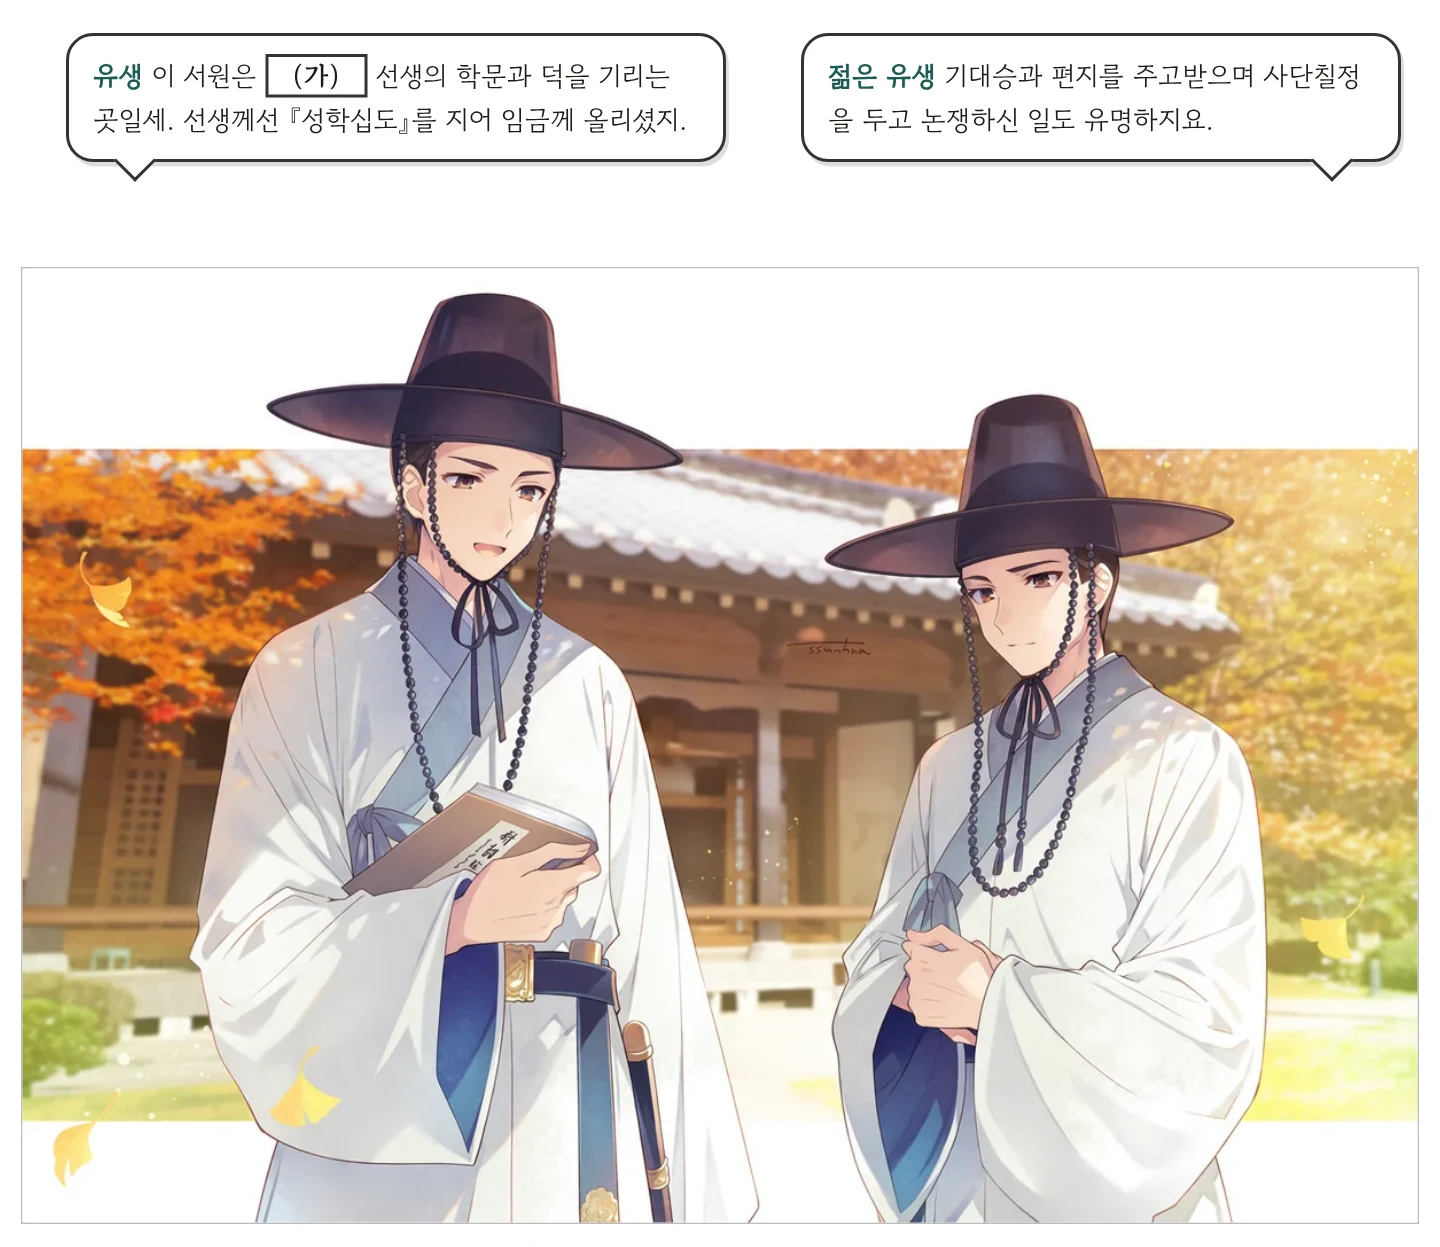 유생 이 서원은 (가) 선생의 학문과 덕을 기리는
곳일세. 선생께선 『성학십도』를 지어 임금께 올리셨지.
젊은 유생 기대승과 편지를 주고받으며 사단칠정
을 두고 논쟁하신 일도 유명하지요.
ssunhna